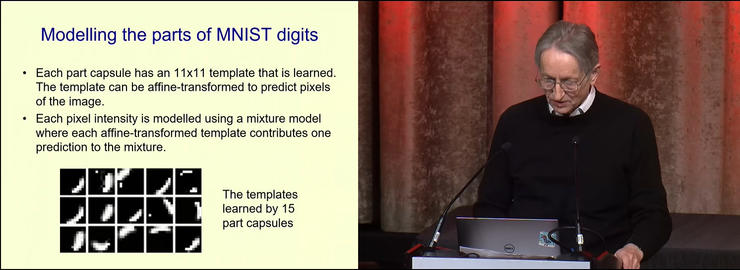 Modelling the parts of MNIST digits
• Each part capsule has an 11x11 template that is learned.
The template can be affine-transformed to predict pixels
of the image.
• Each pixel intensity is modelled using a mixture model
where each affine-transformed template contributes one
prediction to the mixture.
The templates
learned by 15
part capsules
DELL